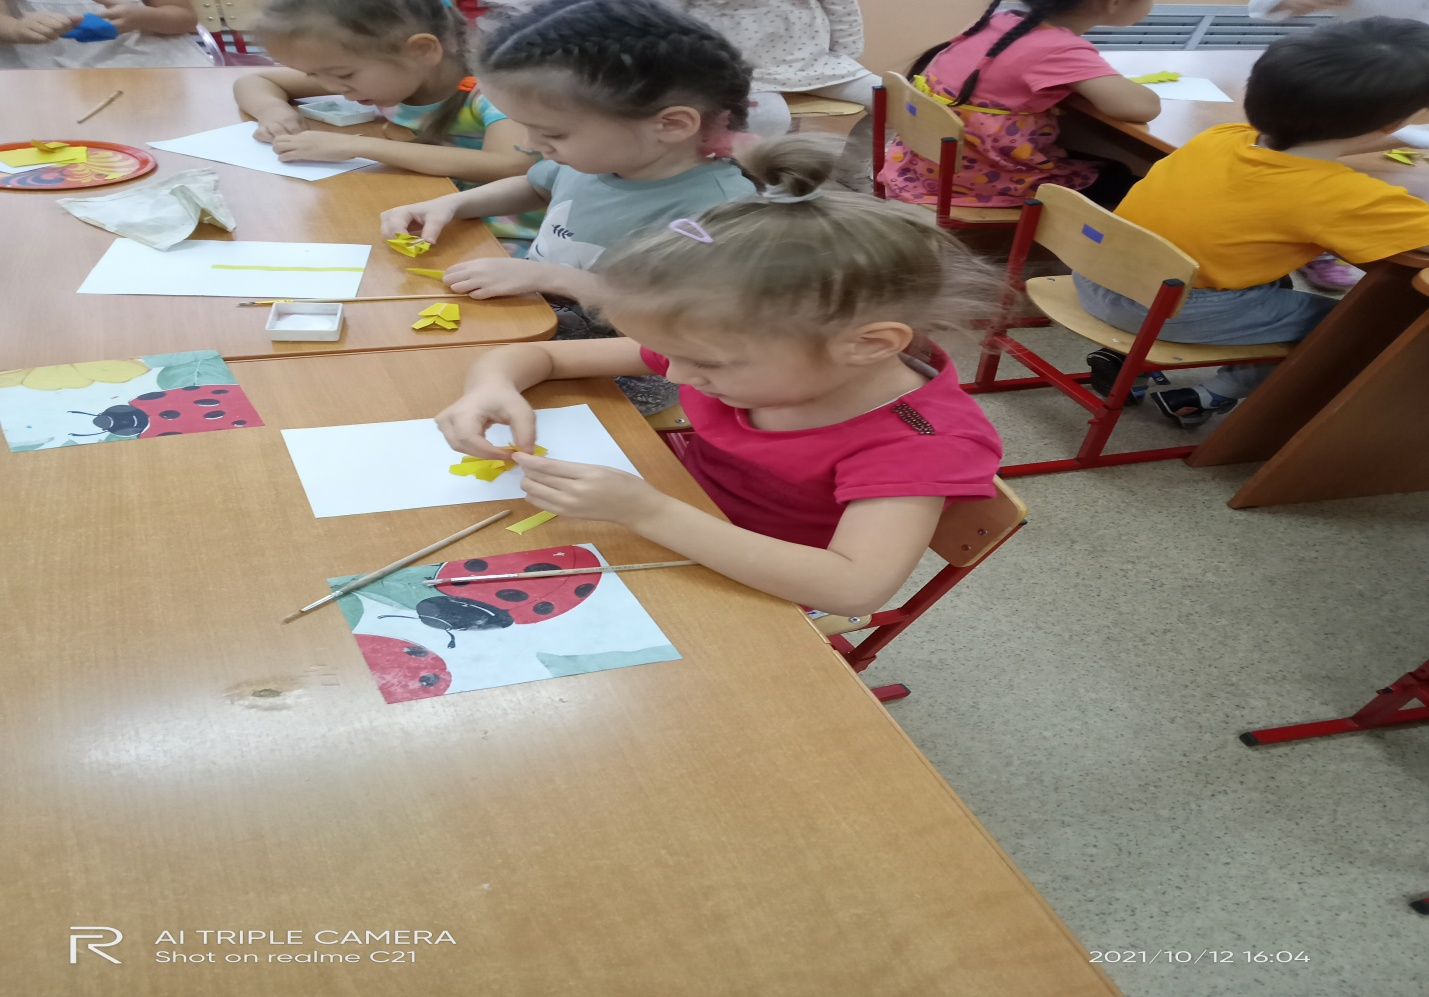 AI TRIPLE CAMERA
Shot on realme C21
2021/10/12 16:04